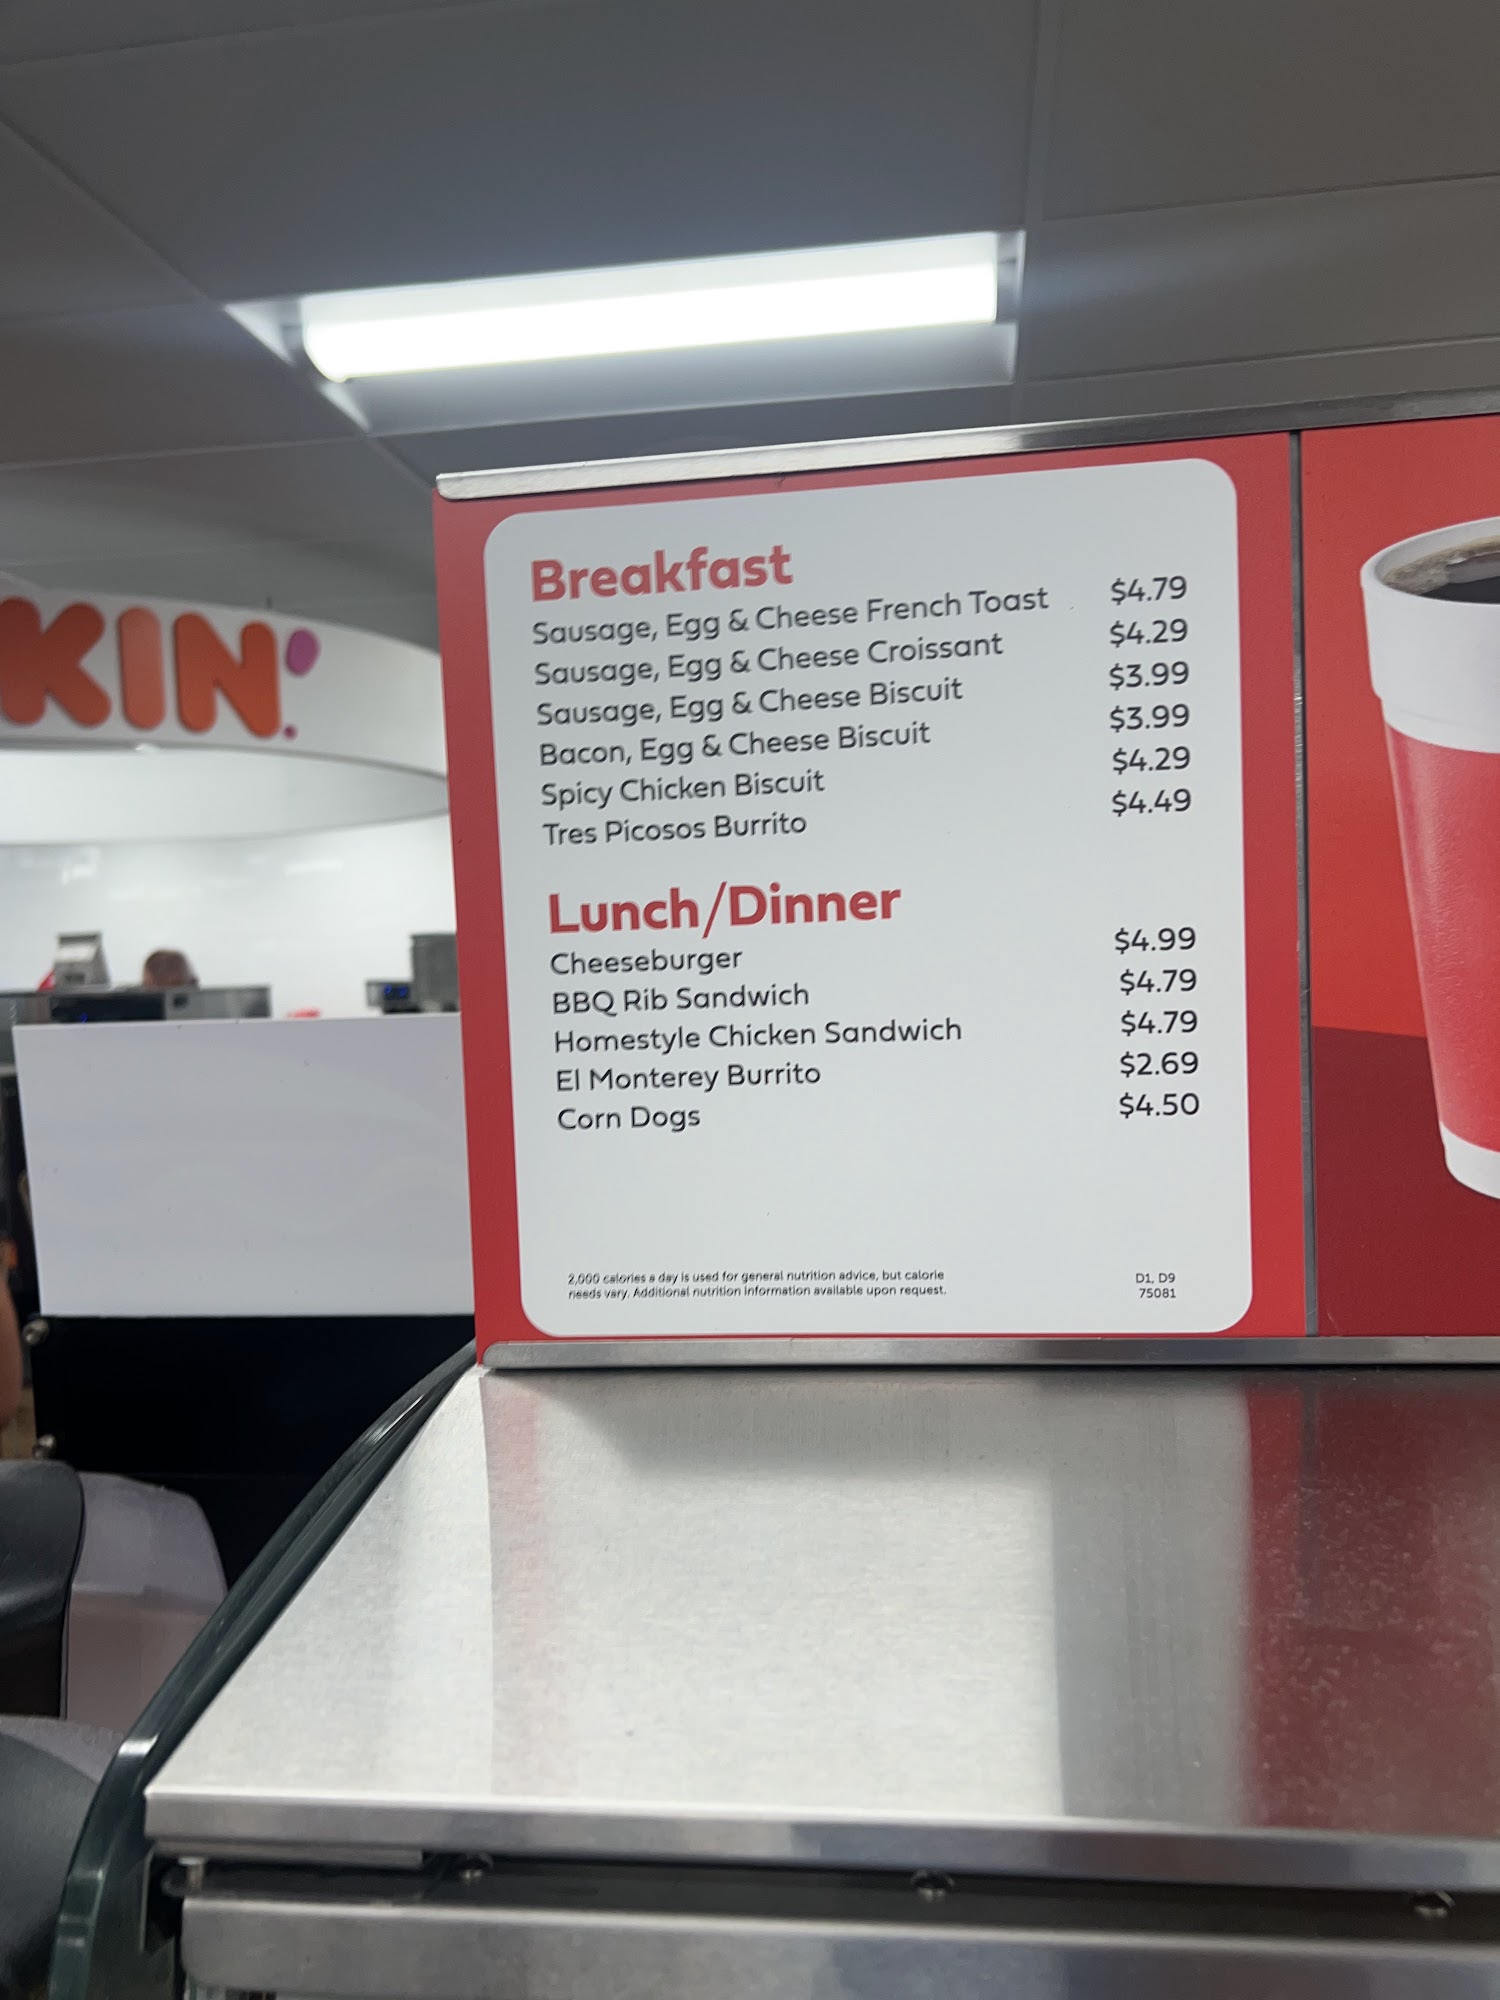 KIN'
Breakfast
Sausage, Egg & Cheese French Toast $4.79
Sausage, Egg & Cheese Croissant $4.29
Sausage, Egg & Cheese Biscuit $3.99
Bacon, Egg & Cheese Biscuit $3.99
Spicy Chicken Biscuit $4.29
Tres Picosos Burrito $4.49
Lunch/Dinner
Cheeseburger $4.99
BBQ Rib Sandwich $4.79
Homestyle Chicken Sandwich $4.79
El Monterey Burrito $2.69
Corn Dogs $4.50
2,000 calories a day is used for general nutrition advice, but calorie
needs vary. Additional nutrition information available upon request.
D1, D9
75081